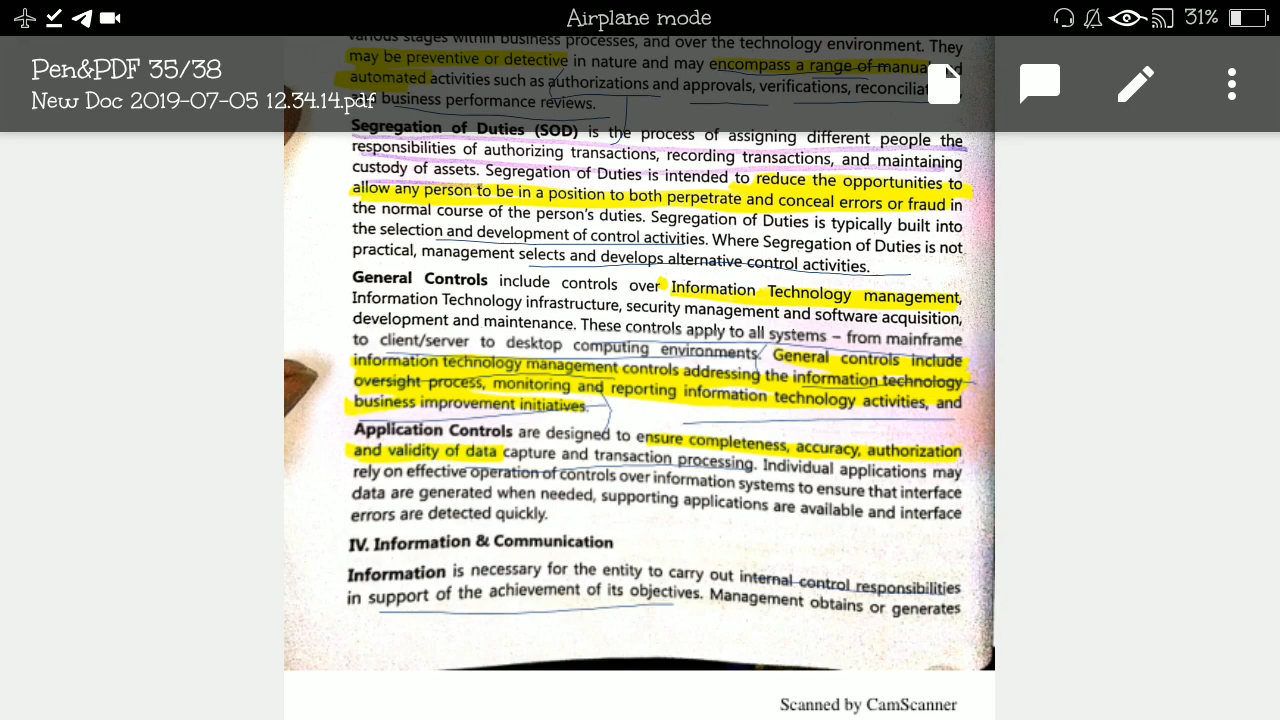 Airplane mode
31%
Pen&PDF 35/38
New Doc 2019-07-05 12.34.14.pdf
various stages within business processes, and over the technology environment. They
may be preventive or detective in nature and may encompass a range of manual
automated activities such as authorizations and approvals, verifications,
business performance reviews.
Segregation of Duties (SOD) is the process of assigning different people the
responsibilities of authorizing transactions, recording transactions, and maintaining
custody of assets. Segregation of Duties is intended to reduce the opportunities to
allow any person to be in a position to both perpetrate and conceal errors or fraud in
the normal course of the person's duties. Segregation of Duties is typically built into
the selection and development of control activities. Where Segregation of Duties is not
practical, management selects and develops alternative control activities.
General Controls include controls over Information Technology management,
Information Technology infrastructure, security management and software acquisition,
development and maintenance. These controls apply to all systems – from mainframe
to client/server to desktop computing environments. General controls include
information technology management controls addressing the information technology
oversight process, monitoring and reporting information technology activities, and
business improvement initiatives.
Application Controls are designed to ensure completeness, accuracy, authorization
and validity of data capture and transaction processing. Individual applications may
rely on effective operation of controls over information systems to ensure that interface
data are generated when needed, supporting applications are available and interface
errors are detected quickly.
IV. Information & Communication
Information is necessary for the entity to carry out internal control responsibilities
in support of the achievement of its objectives. Management obtains or generates
Scanned by CamScanner